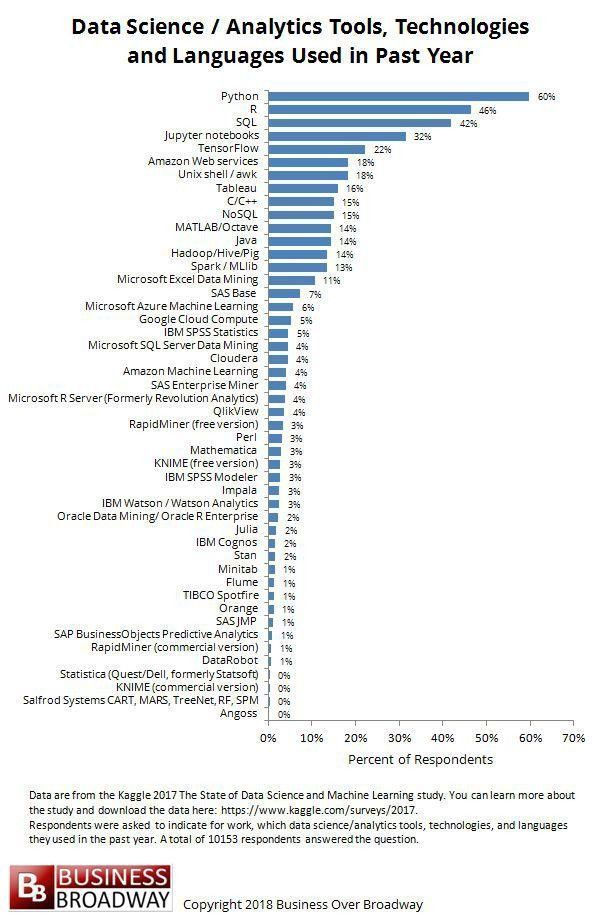 Data Science / Analytics Tools, Technologies
and Languages Used in Past Year
Python 60%
R 46%
SQL 42%
Jupyter notebooks 32%
TensorFlow 22%
Amazon Web services 18%
Unix shell / awk 18%
Tableau 16%
C/C++ 15%
NoSQL 15%
MATLAB/Octave 14%
Java 14%
Hadoop/Hive/Pig 14%
Spark / MLlib 13%
Microsoft Excel Data Mining 11%
SAS Base 7%
Microsoft Azure Machine Learning 6%
Google Cloud Compute 5%
IBM SPSS Statistics 5%
Microsoft SQL Server Data Mining 4%
Cloudera 4%
Amazon Machine Learning 4%
SAS Enterprise Miner 4%
Microsoft R Server (Formerly Revolution Analytics) 4%
QlikView 4%
RapidMiner (free version) 3%
Perl 3%
Mathematica 3%
KNIME (free version) 3%
IBM SPSS Modeler 3%
Impala 3%
IBM Watson / Watson Analytics 3%
Oracle Data Mining/ Oracle R Enterprise 2%
Julia 2%
IBM Cognos 2%
Stan 2%
Minitab 1%
Flume 1%
TIBCO Spotfire 1%
Orange 1%
SAS JMP 1%
SAP BusinessObjects Predictive Analytics 1%
RapidMiner (commercial version) 1%
DataRobot 1%
Statistica (Quest/Dell, formerly Statsoft) 0%
KNIME (commercial version) 0%
Salfrod Systems CART, MARS, TreeNet, RF, SPM 0%
Angoss 0%
0% 10% 20% 30% 40% 50% 60% 70%
Percent of Respondents
Data are from the Kaggle 2017 The State of Data Science and Machine Learning study. You can learn more about
the study and download the data here: https://www.kaggle.com/surveys/2017.
Respondents were asked to indicate for work, which data science/analytics tools, technologies, and languages
they used in the past year. A total of 10153 respondents answered the question.
BB BUSINESS
BROADWAY
Copyright 2018 Business Over Broadway